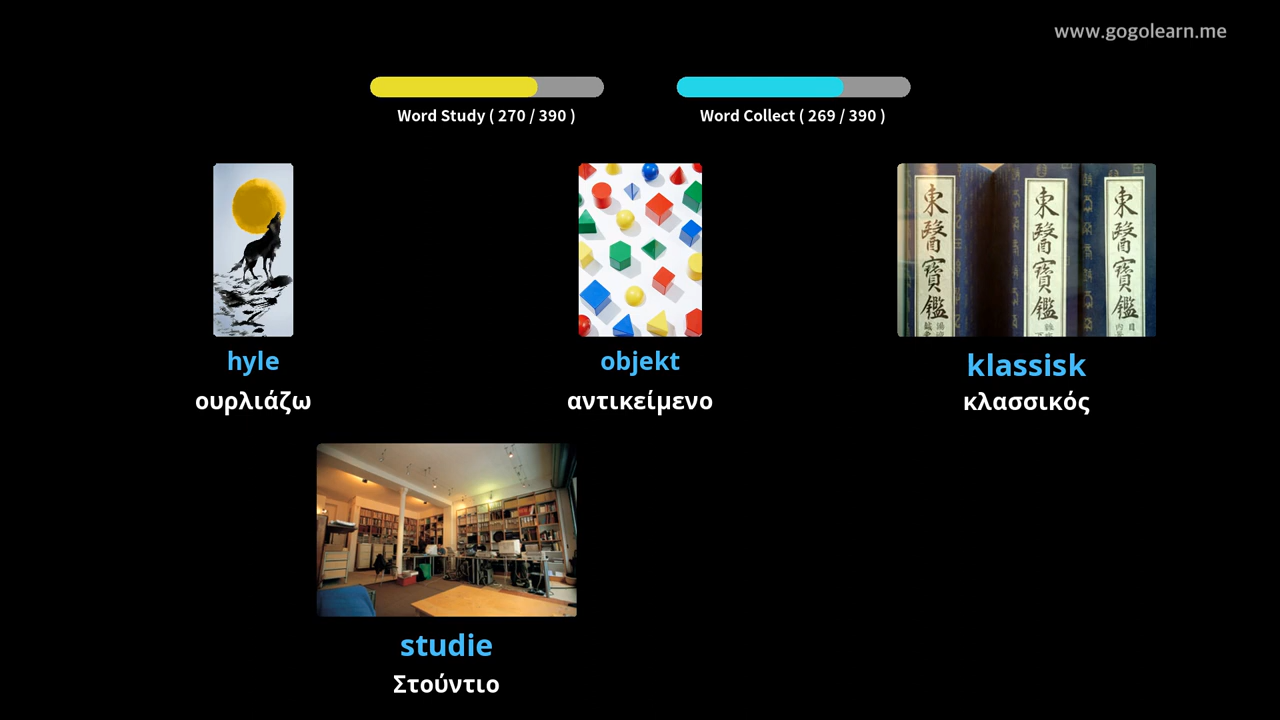 www.gogolearn.me
Word Study ( 270 / 390 )
Word Collect ( 269 / 390 )
東醫寶鑑
東醫寶鑑
東醫寶鑑
hyle
objekt
klassisk
ουρλιάζω
αντικείμενο
κλασσικός
studie
Στούντιο